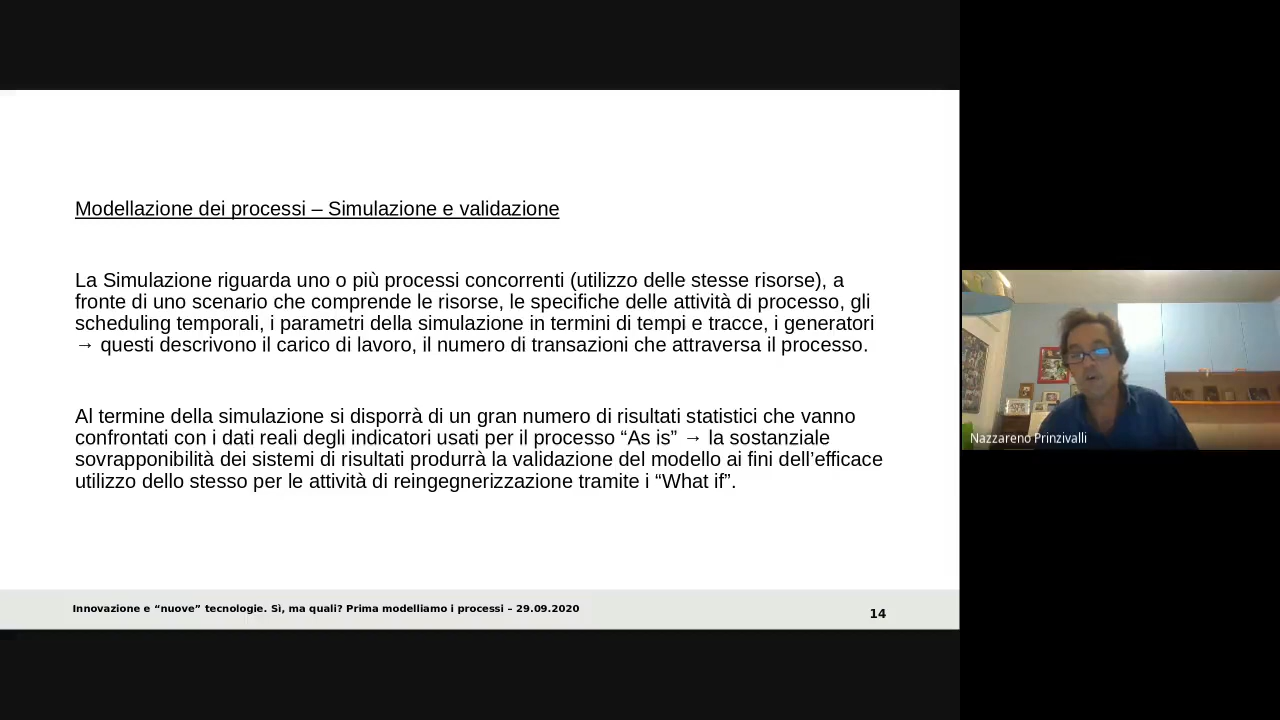 Modellazione dei processi – Simulazione e validazione
La Simulazione riguarda uno o più processi concorrenti (utilizzo delle stesse risorse), a
fronte di uno scenario che comprende le risorse, le specifiche delle attività di processo, gli
scheduling temporali, i parametri della simulazione in termini di tempi e tracce, i generatori
→ questi descrivono il carico di lavoro, il numero di transazioni che attraversa il processo.
Al termine della simulazione si disporrà di un gran numero di risultati statistici che vanno
confrontati con i dati reali degli indicatori usati per il processo “As is” → la sostanziale
sovrapponibilità dei sistemi di risultati produrrà la validazione del modello ai fini dell’efficace
utilizzo dello stesso per le attività di reingegnerizzazione tramite i “What if”.
Innovazione e “nuove” tecnologie. Sì, ma quali? Prima modelliamo i processi – 29.09.2020
14
Nazzareno Prinzivalli